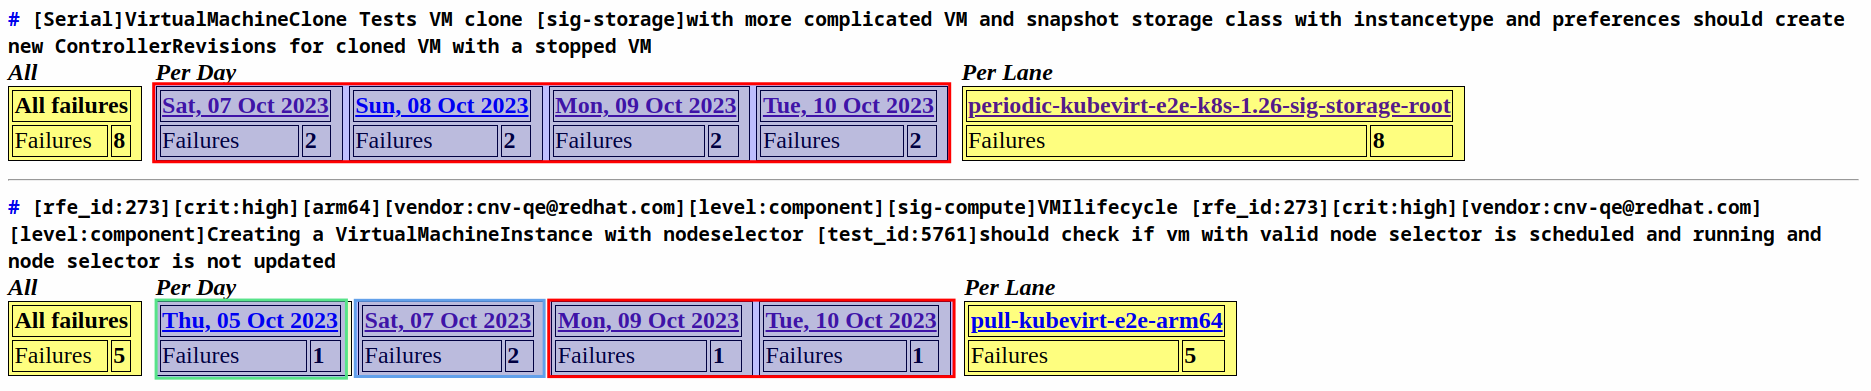 # [Serial]VirtualMachineClone Tests VM clone [sig-storage]with more complicated VM and snapshot storage class with instancetype and preferences should create
new ControllerRevisions for cloned VM with a stopped VM
All Per Day Per Lane
All failures Sat, 07 Oct 2023 Sun, 08 Oct 2023 Mon, 09 Oct 2023 Tue, 10 Oct 2023 periodic-kubevirt-e2e-k8s-1.26-sig-storage-root
Failures 8 Failures 2 Failures 2 Failures 2 Failures 2 Failures 8
# [rfe_id:273][crit:high][arm64][vendor:cnv-qe@redhat.com][level:component][sig-compute]VMIlifecycle [rfe_id:273][crit:high][vendor:cnv-qe@redhat.com]
[level:component]Creating a VirtualMachineInstance with nodeselector [test_id:5761]should check if vm with valid node selector is scheduled and running and
node selector is not updated
All Per Day Per Lane
All failures Thu, 05 Oct 2023 Sat, 07 Oct 2023 Mon, 09 Oct 2023 Tue, 10 Oct 2023 pull-kubevirt-e2e-arm64
Failures 5 Failures 1 Failures 2 Failures 1 Failures 1 Failures 5